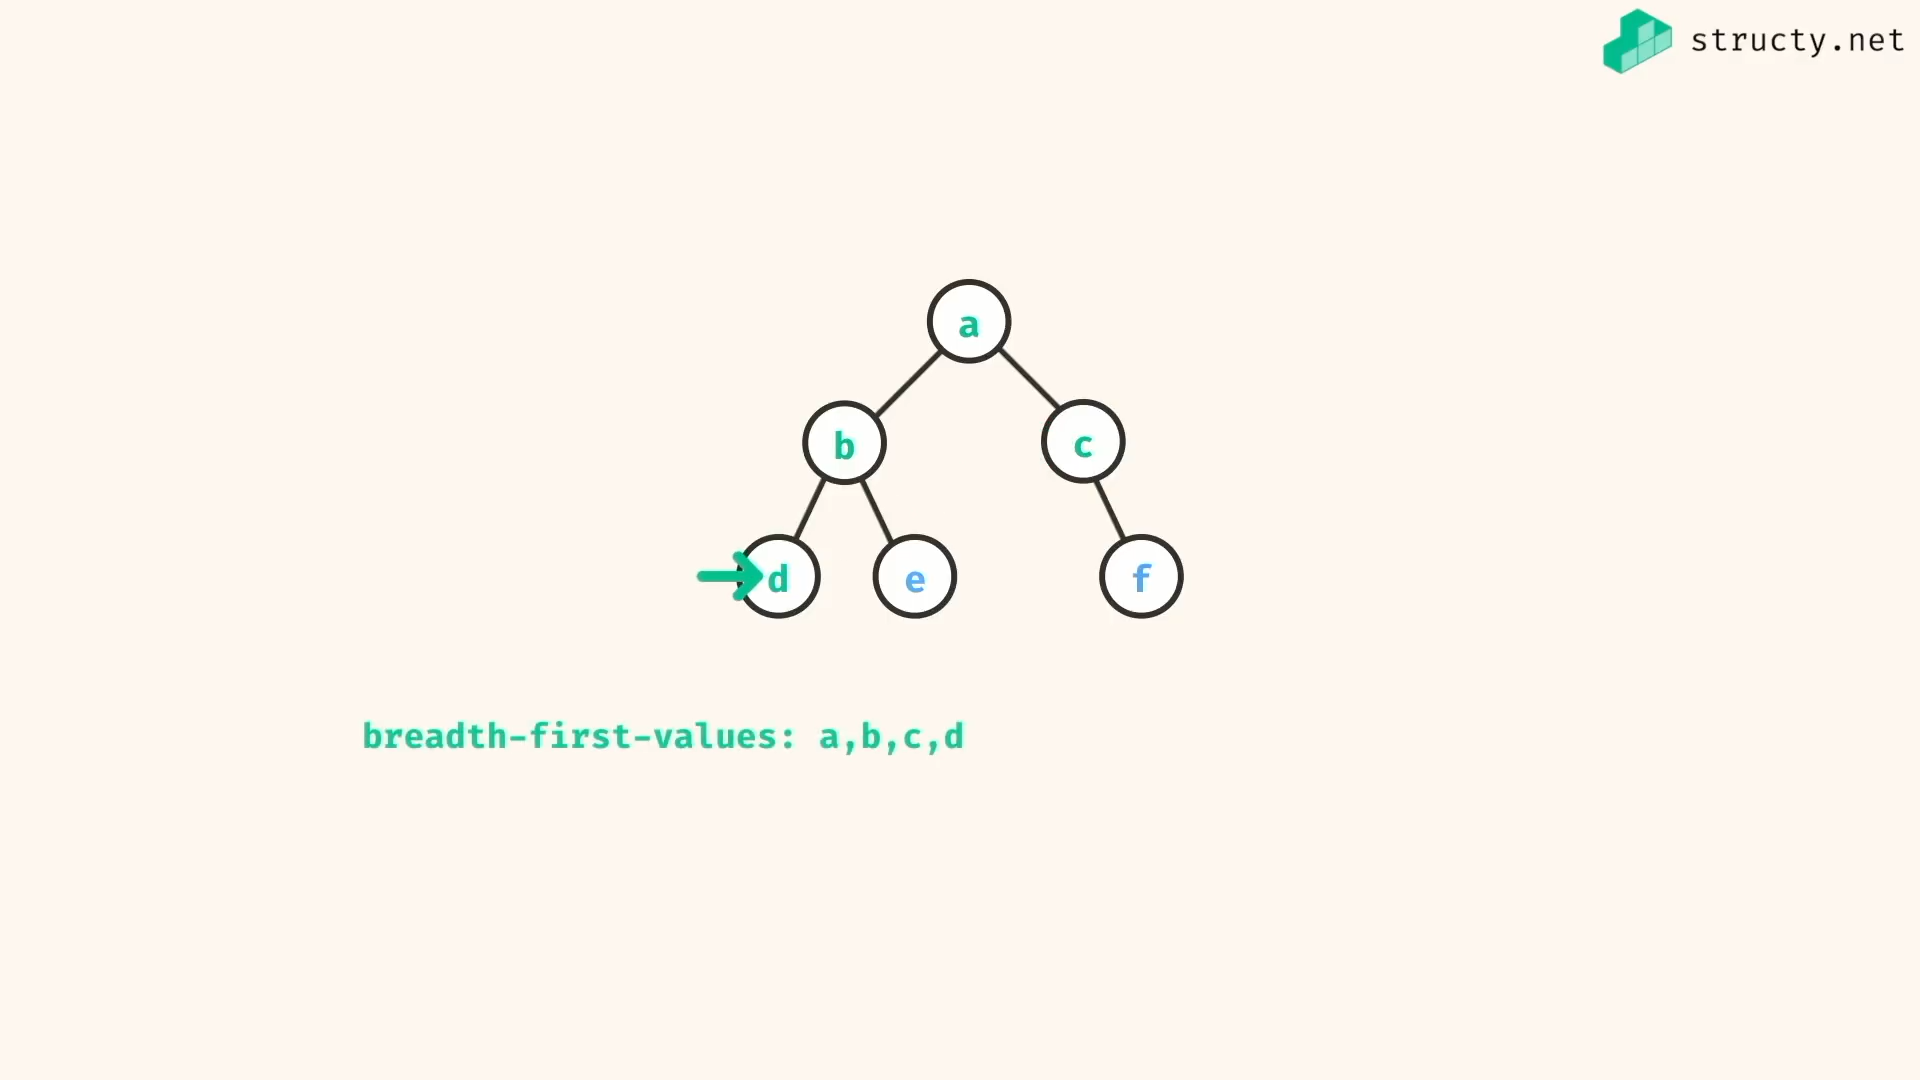 structy.net
a
b
c
d
e
f
breadth-first-values: a,b,c,d